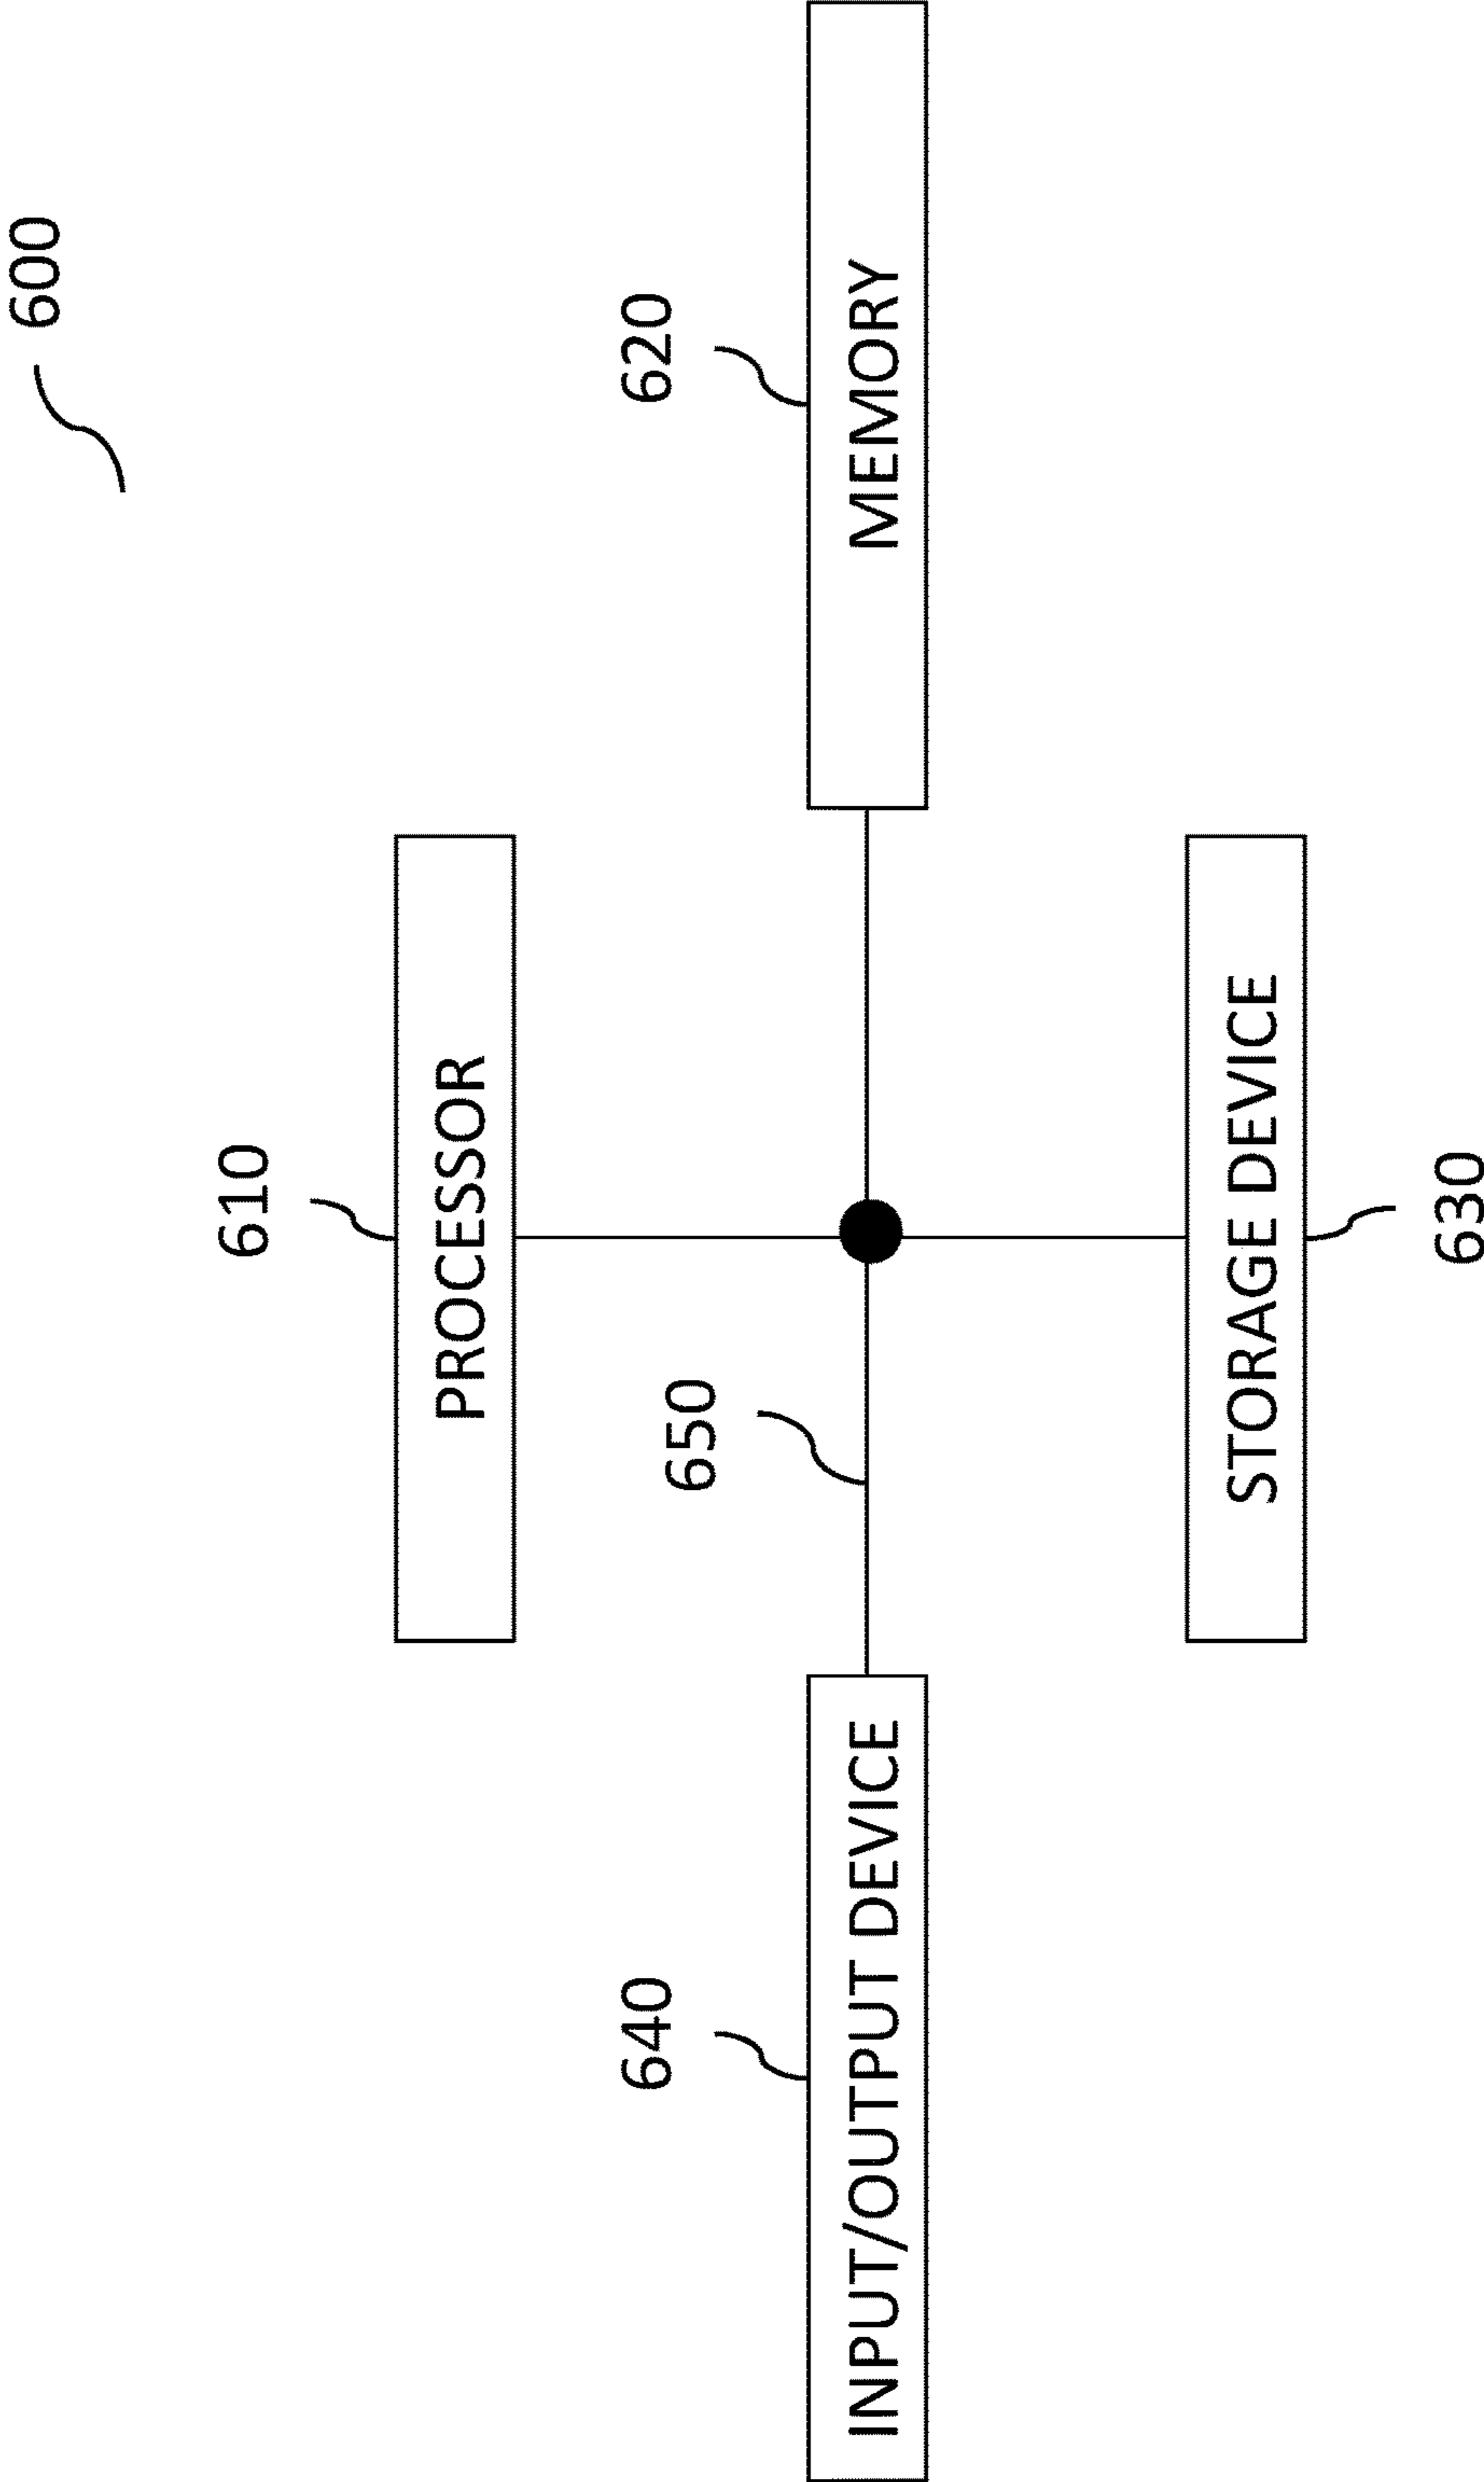 600
610
PROCESSOR
640
650
620
INPUT/OUTPUT DEVICE
MEMORY
STORAGE DEVICE
630